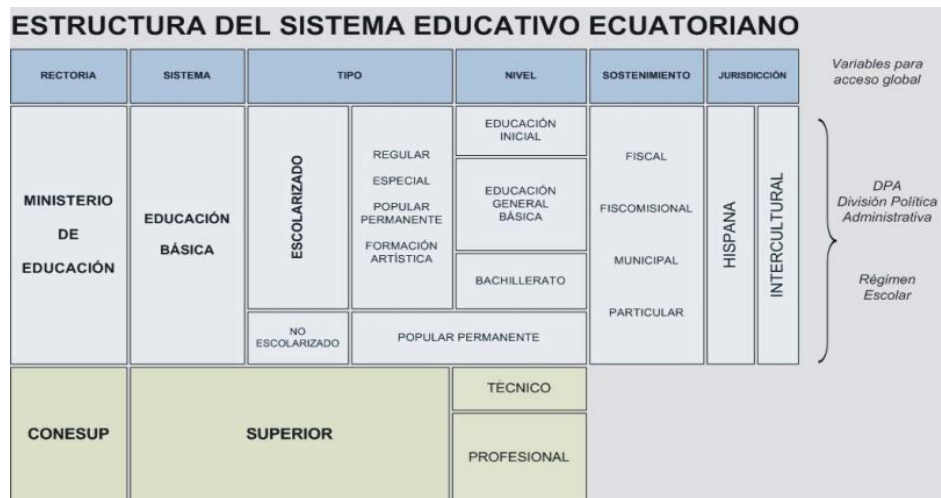 ESTRUCTURA DEL SISTEMA EDUCATIVO ECUATORIANO
RECTORIA
SISTEMA
TIPO
NIVEL
SOSTENIMIENTO
JURISDICCIÓN
Variables para
acceso global
MINISTERIO
DE
EDUCACIÓN
EDUCACIÓN
BÁSICA
ESCOLARIZADO
REGULAR
ESPECIAL
POPULAR
PERMANENTE
FORMACIÓN
ARTÍSTICA
EDUCACIÓN
INICIAL
EDUCACIÓN
GENERAL
BÁSICA
BACHILLERATO
FISCAL
FISCOMISIONAL
MUNICIPAL
PARTICULAR
HISPANA
INTERCULTURAL
DPA
División Política
Administrativa
Régimen
Escolar
NO
ESCOLARIZADO
POPULAR PERMANENTE
CONESUP
SUPERIOR
TÉCNICO
PROFESIONAL